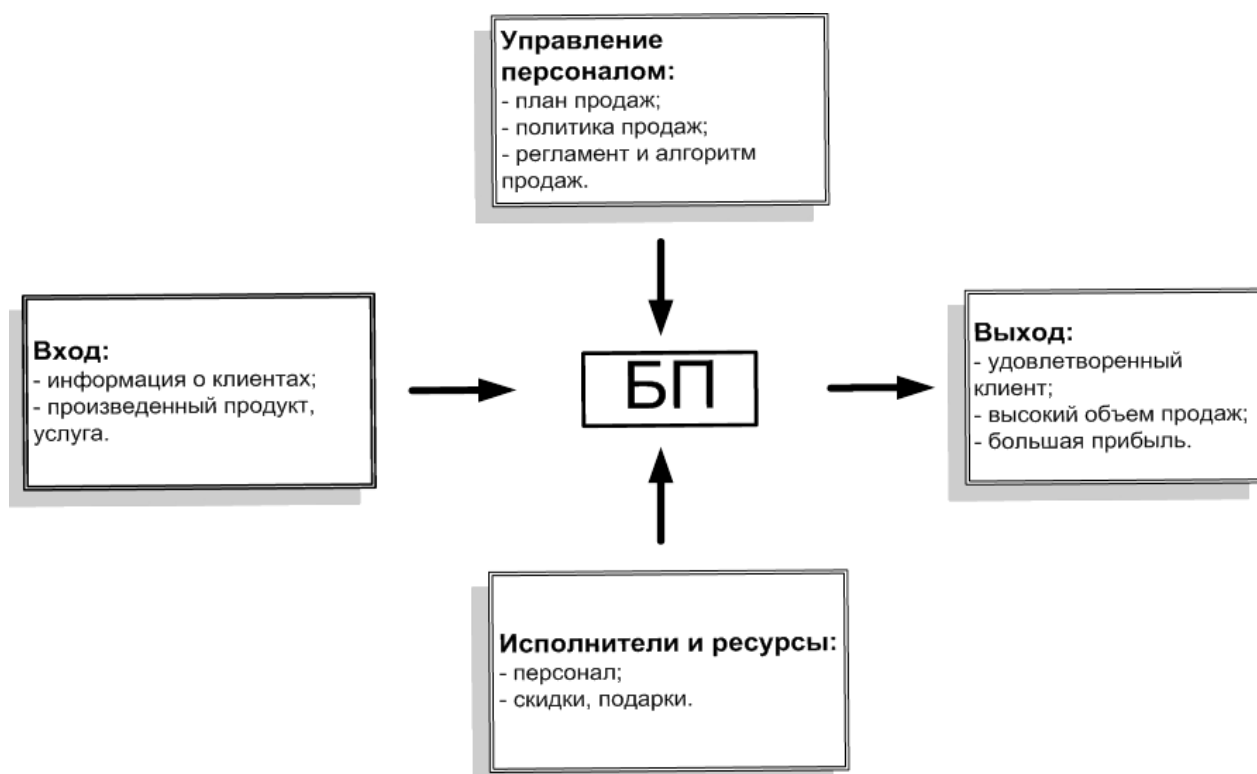 Управление
персоналом:
- план продаж;
- политика продаж;
- регламент и алгоритм
продаж.
Вход:
- информация о клиентах;
- произведенный продукт,
услуга.
БП
Выход:
- удовлетворенный
клиент;
- высокий объем продаж;
- большая прибыль.
Исполнители и ресурсы:
- персонал;
- скидки, подарки.